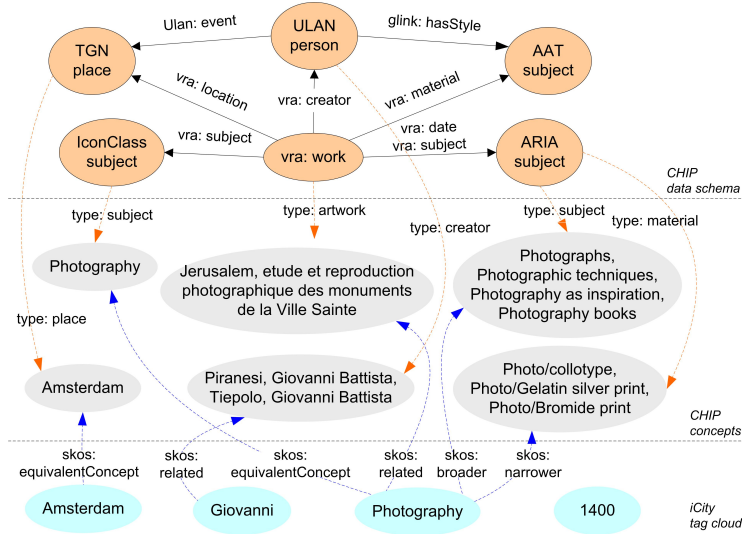 Ulan: event
ULAN
person
glink: hasStyle
TGN
place
AAT
subject
vra: location
vra: creator
vra: material
IconClass
subject
vra: subject
vra: work
vra: date
vra: subject
ARIA
subject
CHIP
data schema
type: subject
type: artwork
type: creator
type: subject
type: material
Photography
Jerusalem, etude et reproduction
photographique des monuments
de la Ville Sainte
Photographs,
Photographic techniques,
Photography as inspiration,
Photography books
type: place
Amsterdam
Piranesi, Giovanni Battista,
Tiepolo, Giovanni Battista
Photo/collotype,
Photo/Gelatin silver print,
Photo/Bromide print
CHIP
concepts
skos:
equivalentConcept
skos:
related
skos:
equivalentConcept
skos:
related
skos:
broader
skos:
narrower
Amsterdam
Giovanni
Photography
1400
iCity
tag cloud